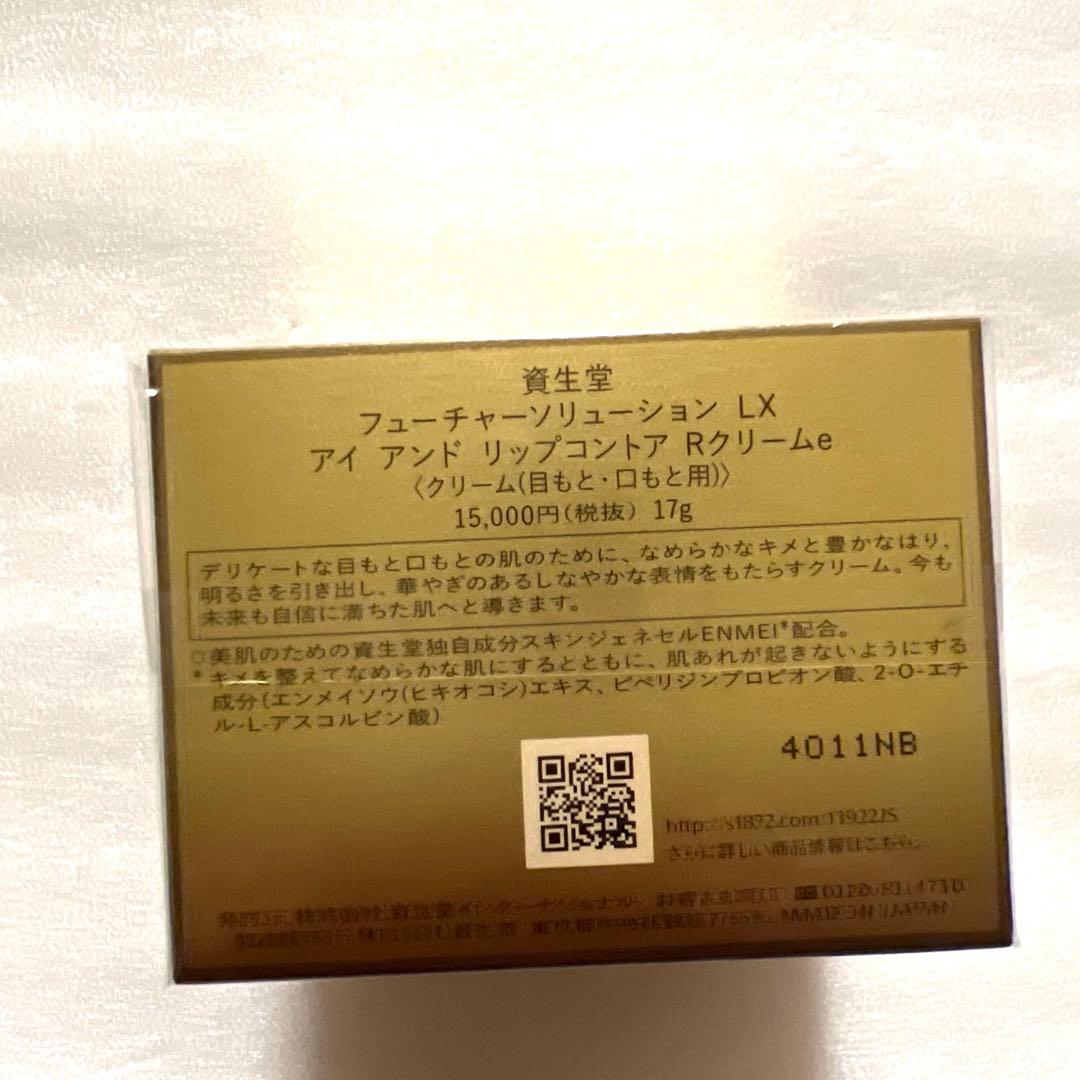 資生堂
フューチャーソリューション LX
アイ アンド リップコントア Rクリームe
〈クリーム(目もと・口もと用)〉
15,000円(税抜) 17g
デリケートな目もと口もとの肌のために、なめらかなキメと豊かなはり、
明るさを引き出し、華やぎのあるしなやかな表情をもたらすクリーム。今も
未来も自信に満ちた肌へと導きます。
○美肌のための資生堂独自成分スキンジェネセルENMEI*配合。
*キメを整えてなめらかな肌にするとともに、肌あれが起きないようにする
成分{エンメイソウ(ヒキオコシ)エキス、ピペリジンプロピオン酸、2-O-エチ
ル-L-アスコルビン酸}
4011NB
さらに詳しい商品情報はこちら。